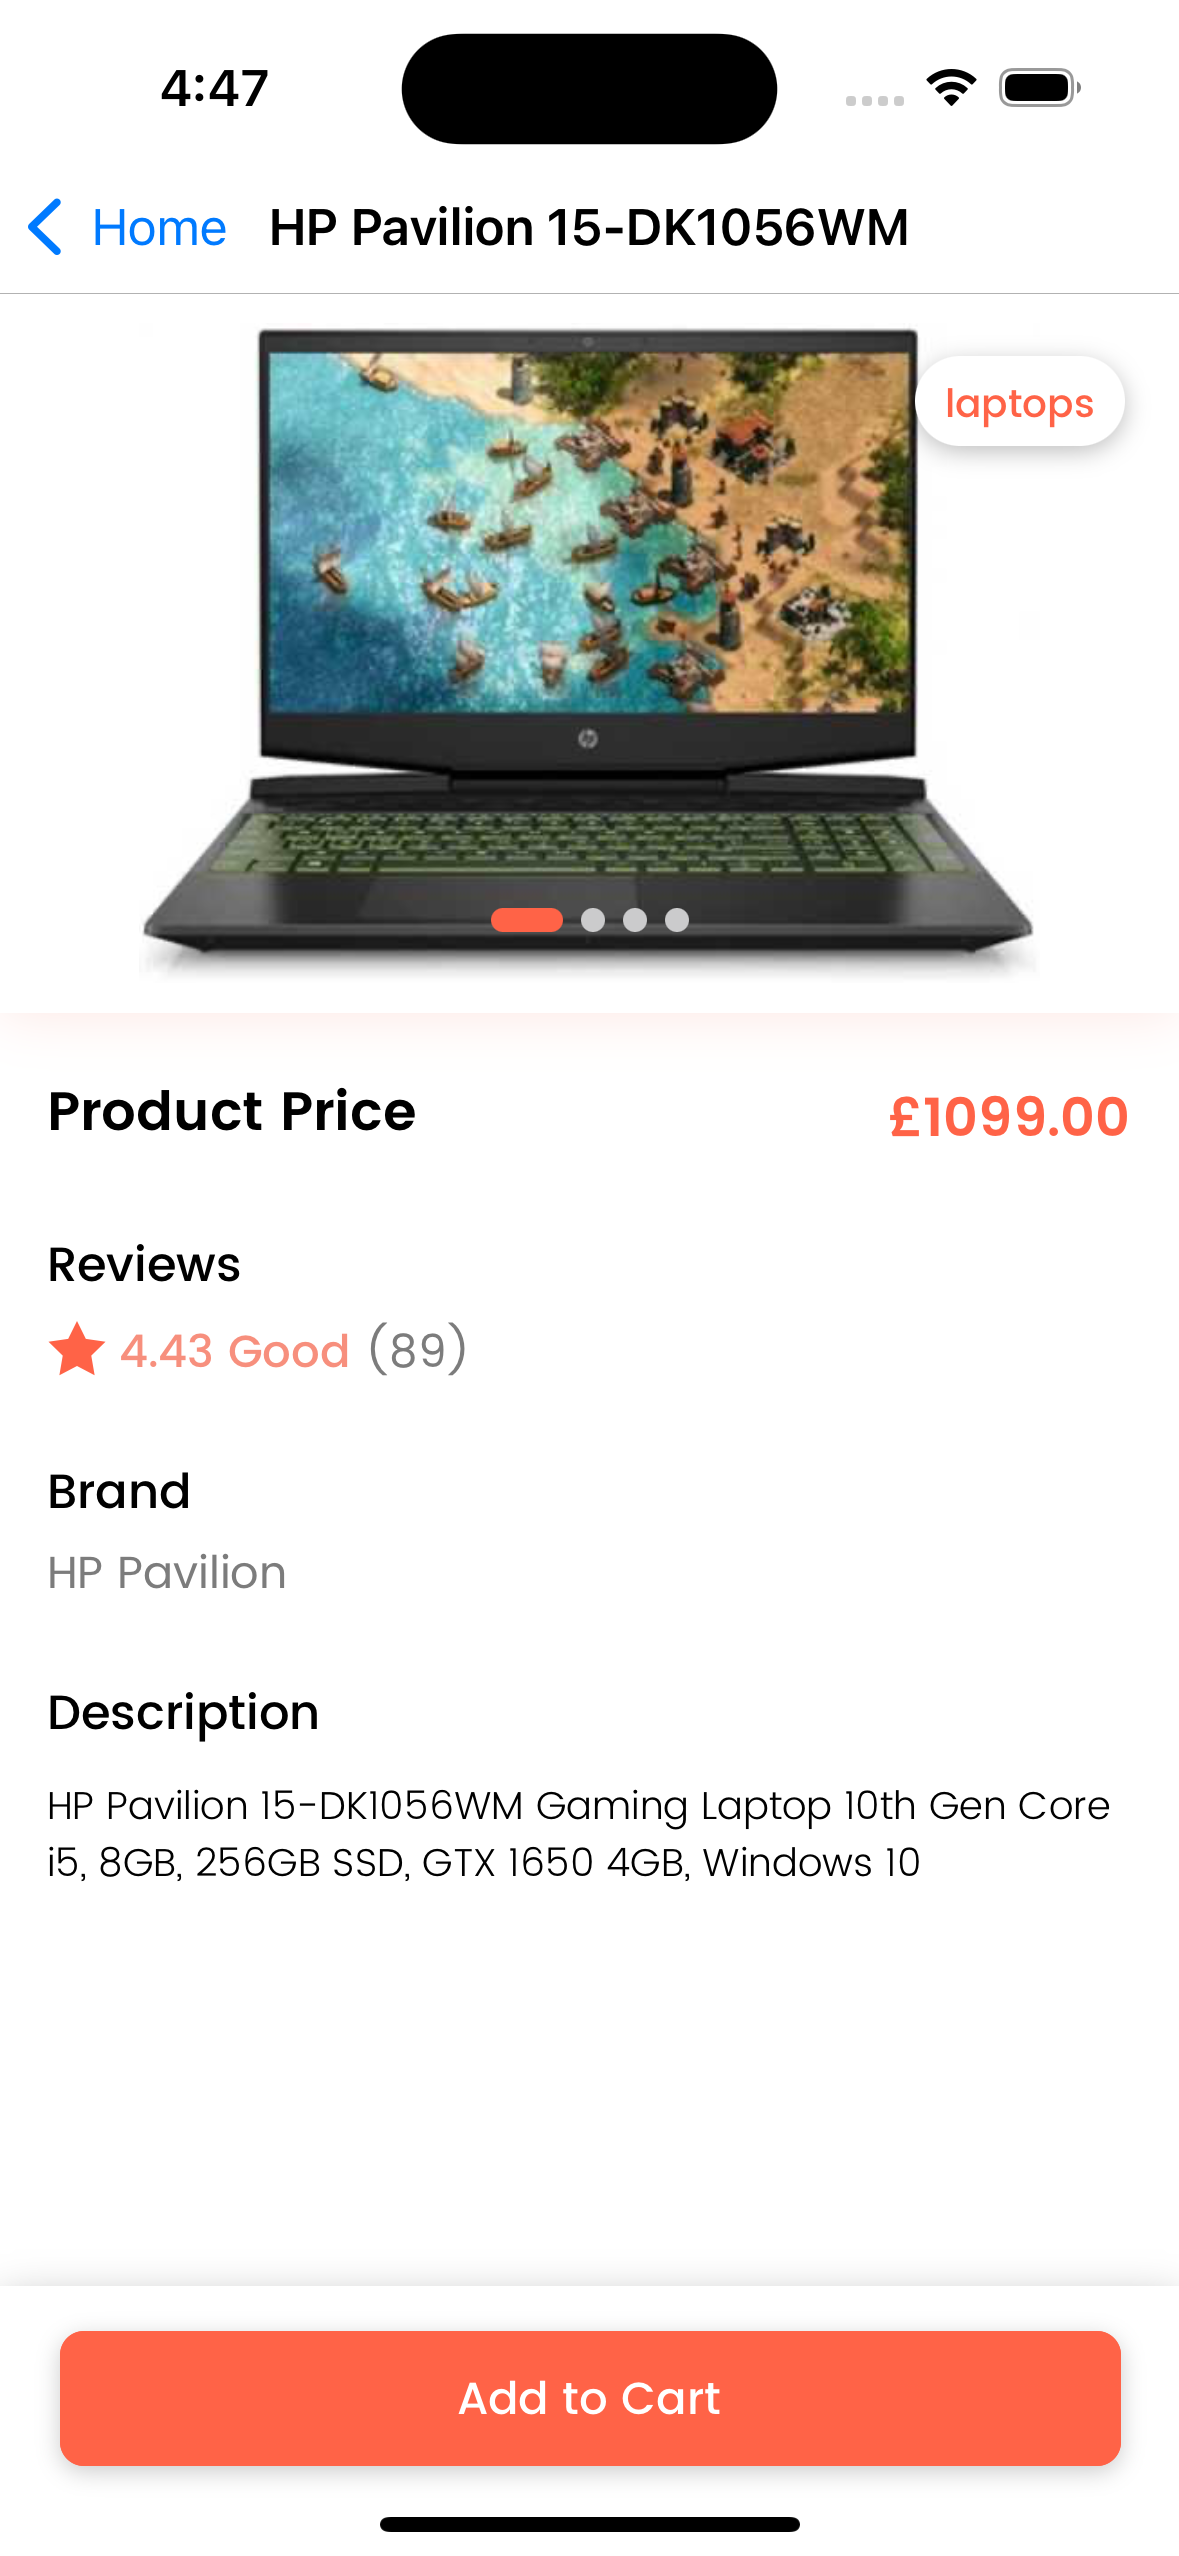 4:47
Home HP Pavilion 15-DK1056WM
laptops
hp
Product Price £1099.00
Reviews
4.43 Good (89)
Brand
HP Pavilion
Description
HP Pavilion 15-DK1056WM Gaming Laptop 10th Gen Core
i5, 8GB, 256GB SSD, GTX 1650 4GB, Windows 10
Add to Cart